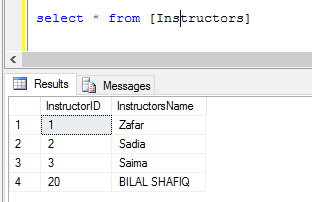 select * from [Instructors]
Results Messages
InstructorID InstructorsName
1 1 Zafar
2 2 Sadia
3 3 Saima
4 20 BILAL SHAFIQ